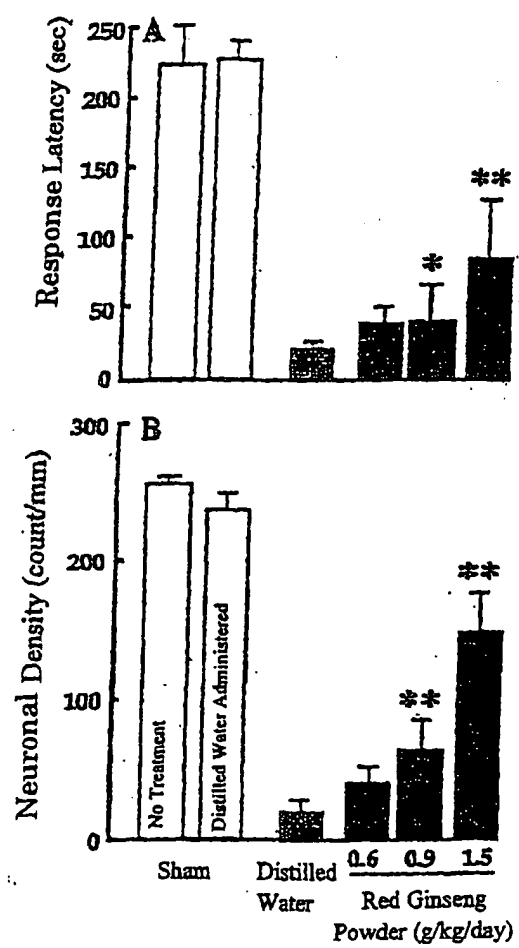 A
Response Latency (sec)
250
200
150
100
50
0
*
**
B
Neuronal Density (count/mm)
300
200
100
0
No Treatment
Distilled Water Administered
**
**
Sham
Distilled
Water
0.6 0.9 1.5
Red Ginseng
Powder (g/kg/day)